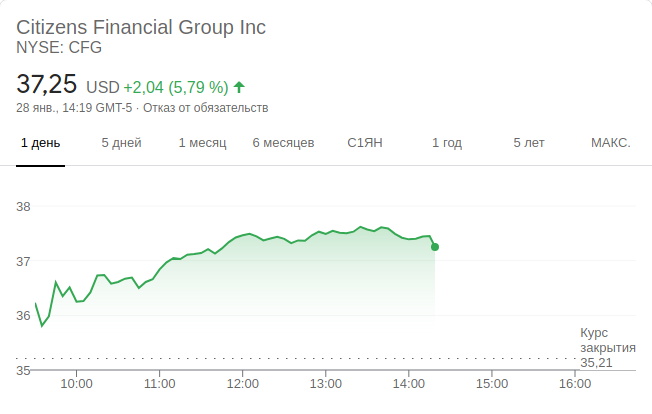 Citizens Financial Group Inc
NYSE: CFG
37,25 USD +2,04 (5,79 %)
28 янв., 14:19 GMT-5 · Отказ от обязательств
1 день 5 дней 1 месяц 6 месяцев С1ЯН 1 год 5 лет МАКС.
38
37
36
35
Курс
закрытия
35,21
10:00 11:00 12:00 13:00 14:00 15:00 16:00